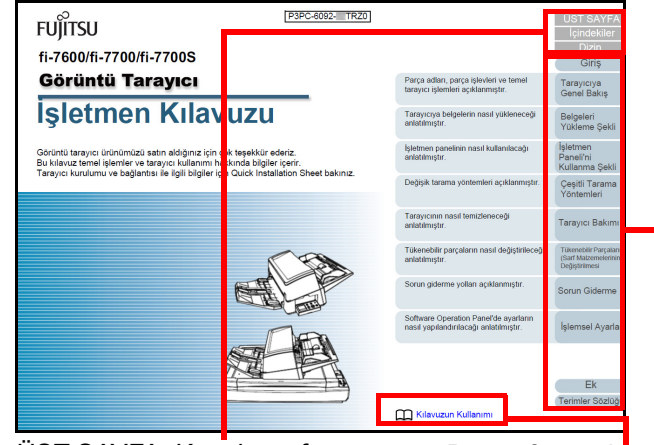 FUJITSU
P3PC-6092- TRZ0
fi-7600/fi-7700/fi-7700S
Görüntü Tarayıcı
İşletmen Kılavuzu
Görüntü tarayıcı ürünümüzü satın aldığınız için çok teşekkür ederiz.
Bu kılavuz temel işlemler ve tarayıcı kullanımı hakkında bilgiler içerir.
Tarayıcı kurulumu ve bağlantısı ile ilgili bilgiler için Quick Installation Sheet bakınız.
ÜST SAYFA
İçindekiler
Dizin
Giriş
Parça adları, parça işlevleri ve temel
tarayıcı işlemleri açıklanmıştır.
Tarayıcıya
Genel Bakış
Tarayıcıya belgelerin nasıl yükleneceği
anlatılmıştır.
Belgeleri
Yükleme Şekli
İşletmen panelinin nasıl kullanılacağı
anlatılmıştır.
İşletmen
Paneli'ni
Kullanma Şekli
Değişik tarama yöntemleri açıklanmıştır.
Çeşitli Tarama
Yöntemleri
Tarayıcının nasıl temizleneceği
anlatılmıştır.
Tarayıcı Bakımı
Tükenebilir parçaların nasıl değiştirileceği
anlatılmıştır.
Tükenebilir Parçaların
(Sarf Malzemelerinin
Değiştirilmesi
Sorun giderme yolları açıklanmıştır.
Sorun Giderme
Software Operation Panel'de ayarların
nasıl yapılandırılacağı anlatılmıştır.
İşlemsel Ayarla
Ek
Terimler Sözlüğ
Kılavuzun Kullanımı